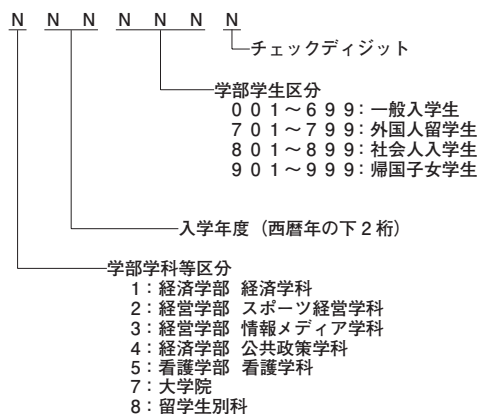 N N N N N N N
チェックディジット
学部学生区分
００１～６９９：一般入学生
７０１～７９９：外国人留学生
８０１～８９９：社会人入学生
９０１～９９９：帰国子女学生
入学年度（西暦年の下２桁）
学部学科等区分
１：経済学部 経済学科
２：経営学部 スポーツ経営学科
３：経営学部 情報メディア学科
４：経済学部 公共政策学科
５：看護学部 看護学科
７：大学院
８：留学生別科